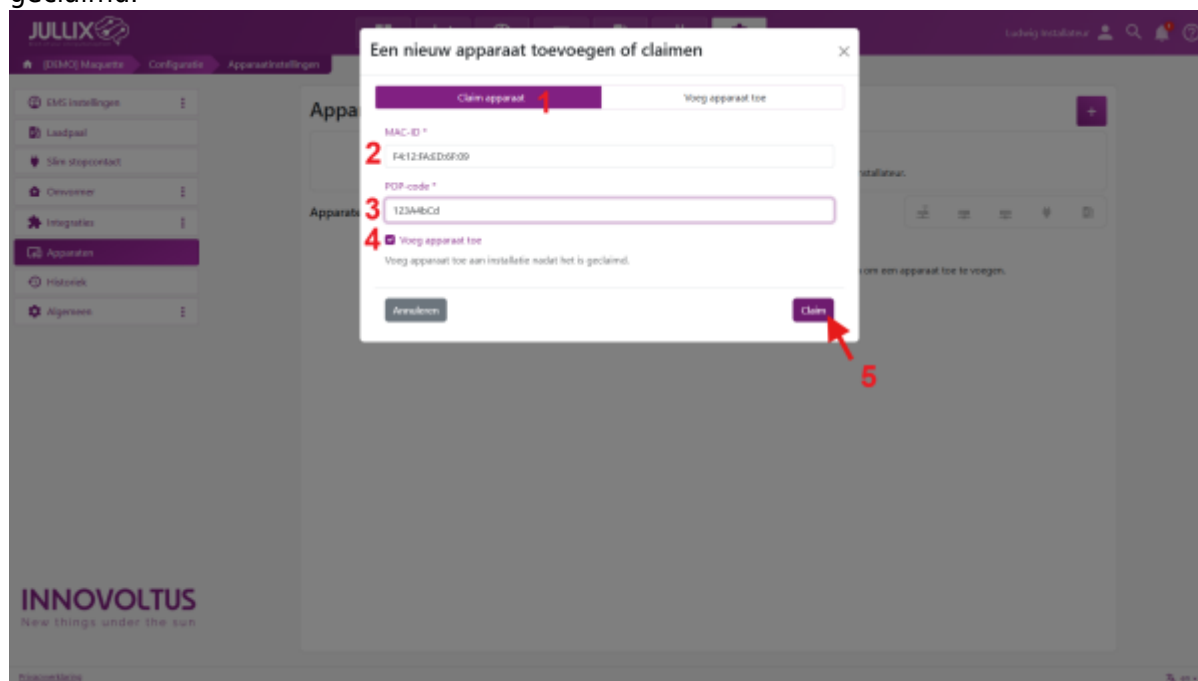 geclaimd.
JULLIX
Ludwig Installateur
[DEMO] Maquette Configuratie Apparaatinstellingen
Een nieuw apparaat toevoegen of claimen ×
Claim apparaat 1 Voeg apparaat toe
EMS Instellingen
Laadpaal
Slim stopcontact
Omvormer
Integraties
Apparaten
Historiek
Algemeen
Appa
+
MAC-ID *
2 F4:12:FA:ED:6F:09
nstallateur.
POP-code *
Apparate
3 123A4bCd
4 Voeg apparaat toe
Voeg apparaat toe aan installatie nadat het is geclaimd.
om een apparaat toe te voegen.
Annuleren Claim
5
INNOVOLTUS
New things under the sun
Privacyverklaring